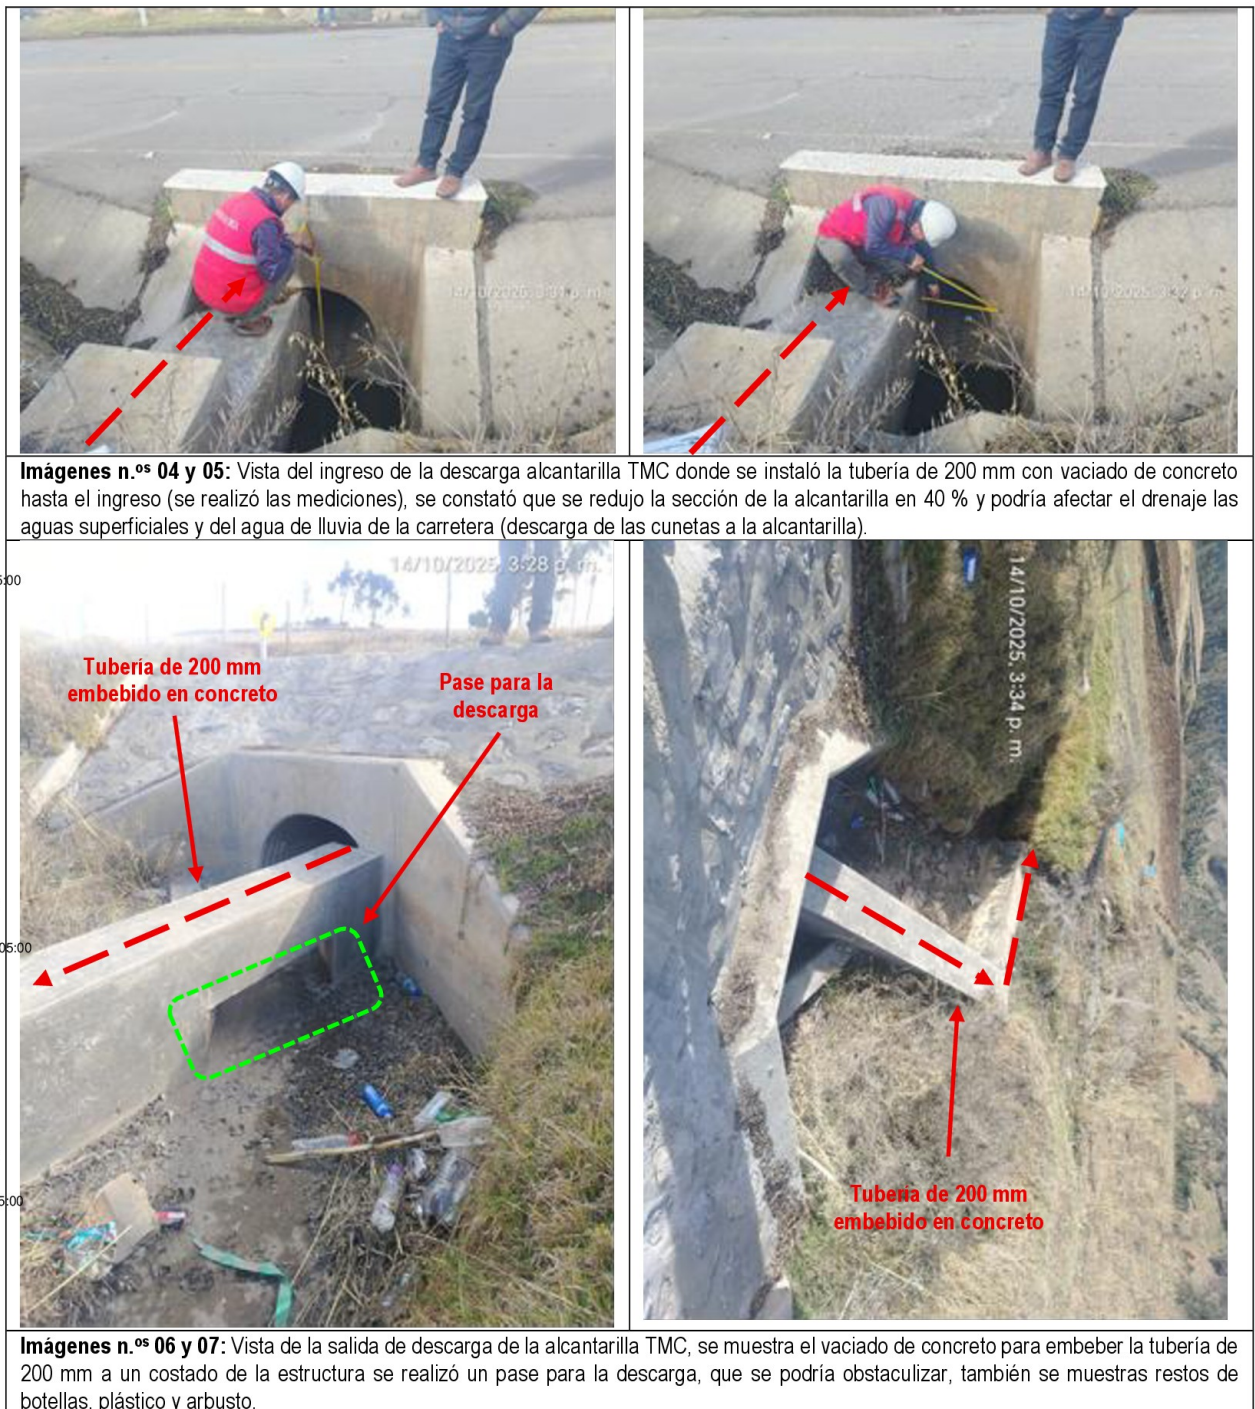 14/10/2025, 3:31 p. m.
14/10/2025, 3:32 p. m.
Imágenes n.ºs 04 y 05: Vista del ingreso de la descarga alcantarilla TMC donde se instaló la tubería de 200 mm con vaciado de concreto
hasta el ingreso (se realizó las mediciones), se constató que se redujo la sección de la alcantarilla en 40 % y podría afectar el drenaje las
aguas superficiales y del agua de lluvia de la carretera (descarga de las cunetas a la alcantarilla).
5:00
05:00
5:00
14/10/2025, 3:28 p. m.
Tubería de 200 mm
embebido en concreto
Pase para la
descarga
14/10/2025, 3:34 p. m.
Tubería de 200 mm
embebido en concreto
Imágenes n.ºs 06 y 07: Vista de la salida de descarga de la alcantarilla TMC, se muestra el vaciado de concreto para embeber la tubería de
200 mm a un costado de la estructura se realizó un pase para la descarga, que se podría obstaculizar, también se muestras restos de
botellas, plástico y arbusto.